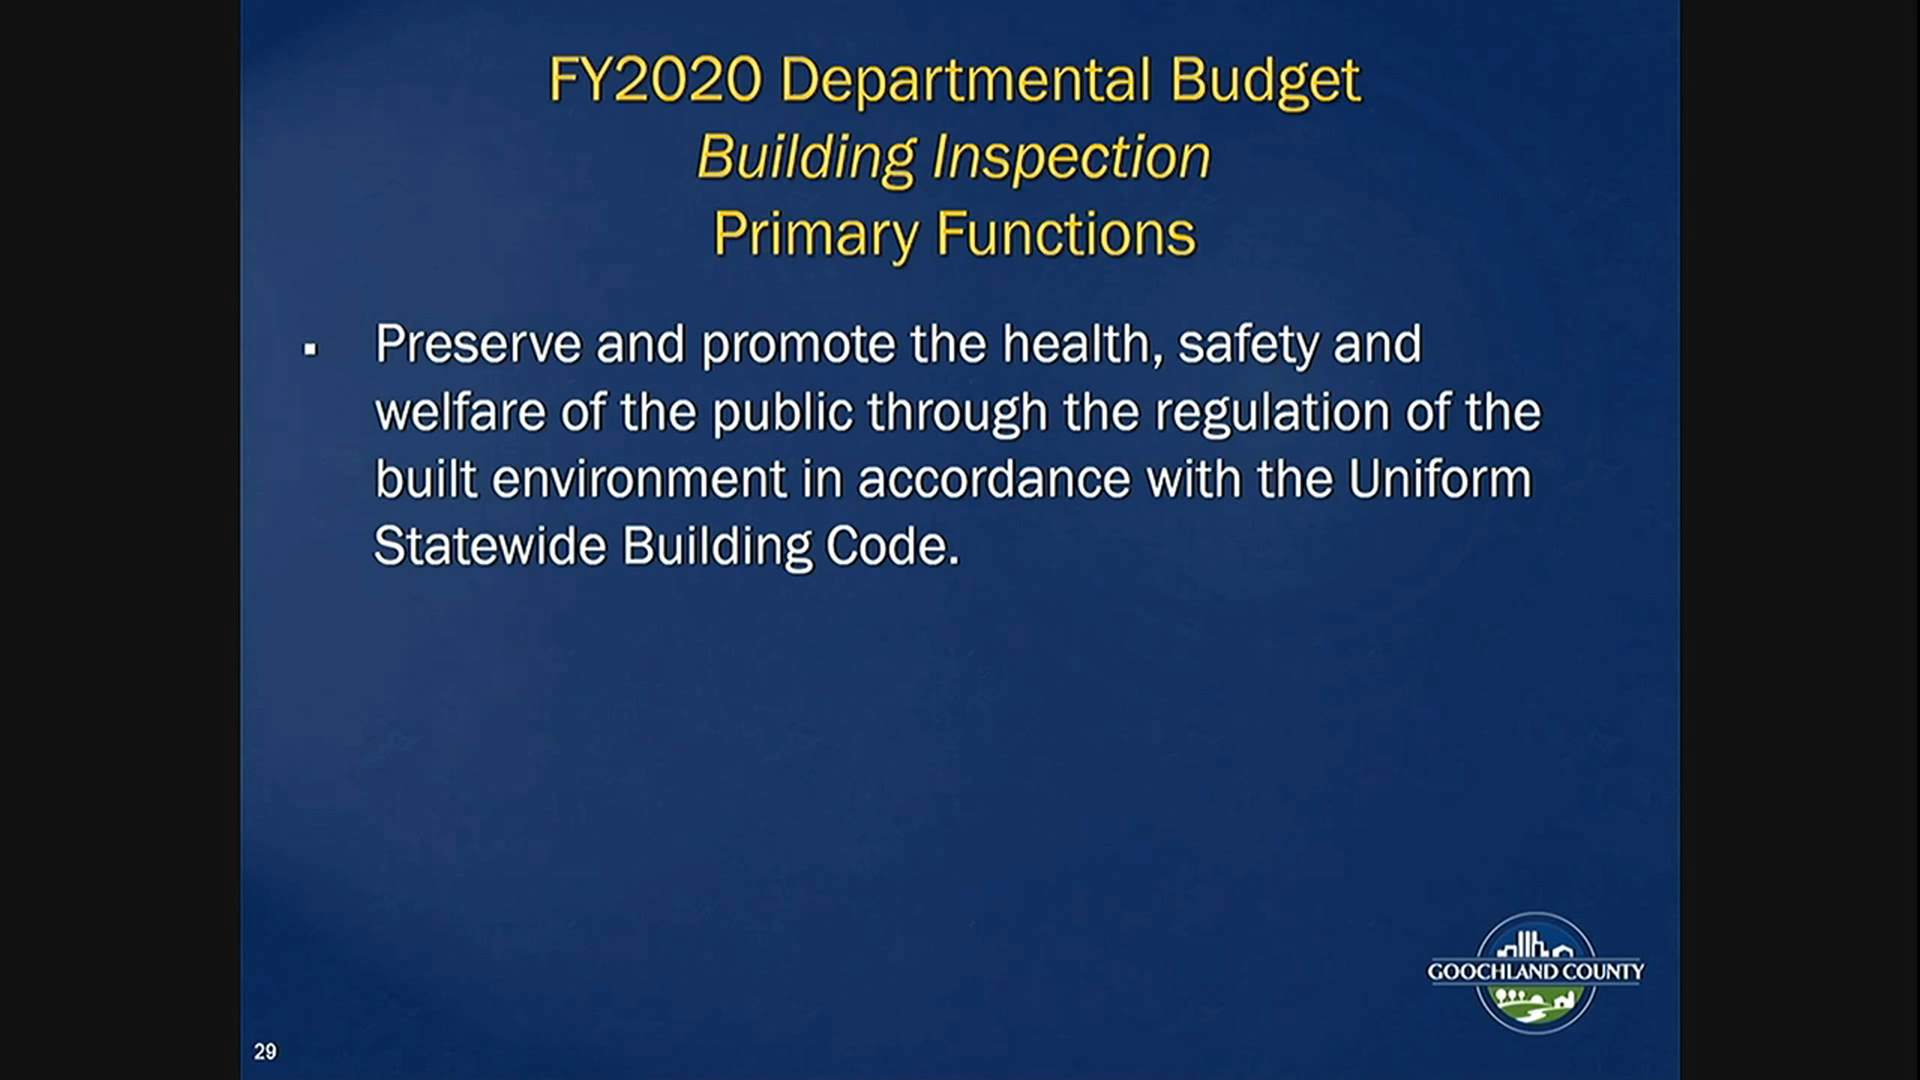 FY2020 Departmental Budget
Building Inspection
Primary Functions
▪ Preserve and promote the health, safety and
welfare of the public through the regulation of the
built environment in accordance with the Uniform
Statewide Building Code.
GOOCHLAND COUNTY
29